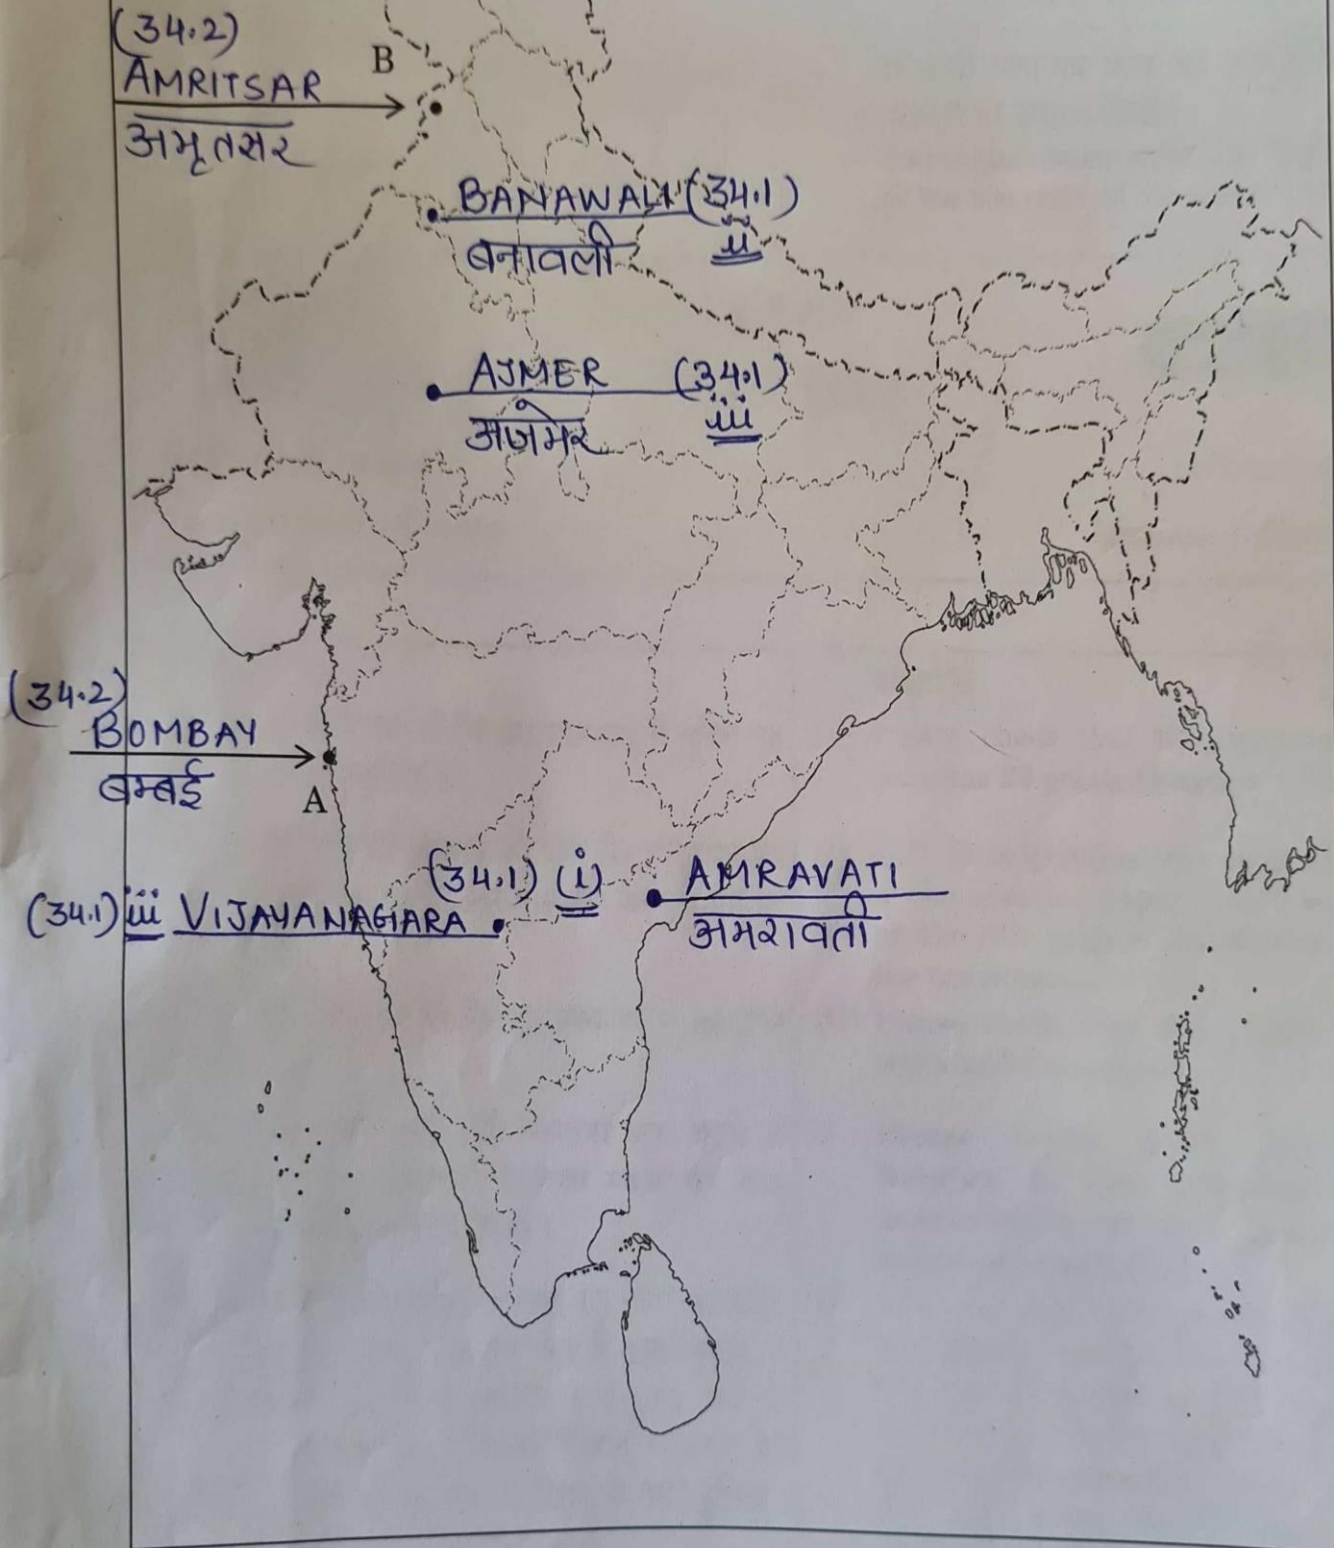 (34.2)
AMRITSAR
अमृतसर
B
BANAWALI (34.1)
बनावली ii
AJMER (34.1)
अजमेर iii
(34.2)
BOMBAY
बम्बई
A
(34.1) (i) AMRAVATI
अमरावती
(34.1) iii VIJAYANAGARA